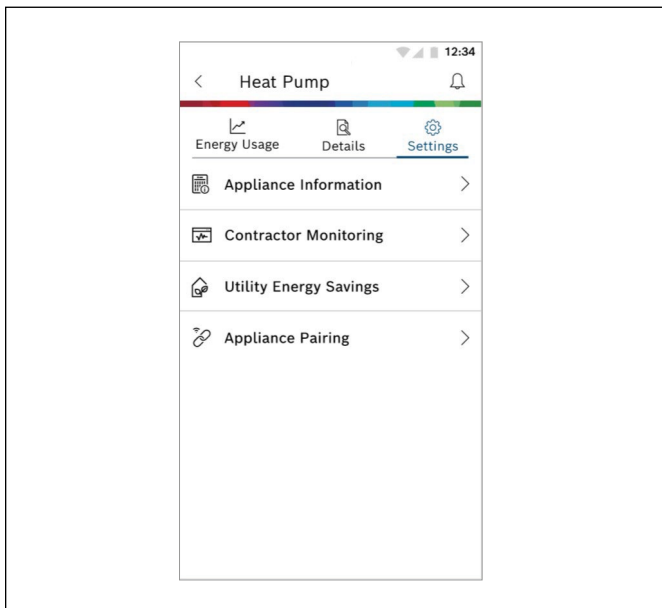 12:34
Heat Pump
Energy Usage Details Settings
Appliance Information
Contractor Monitoring
Utility Energy Savings
Appliance Pairing